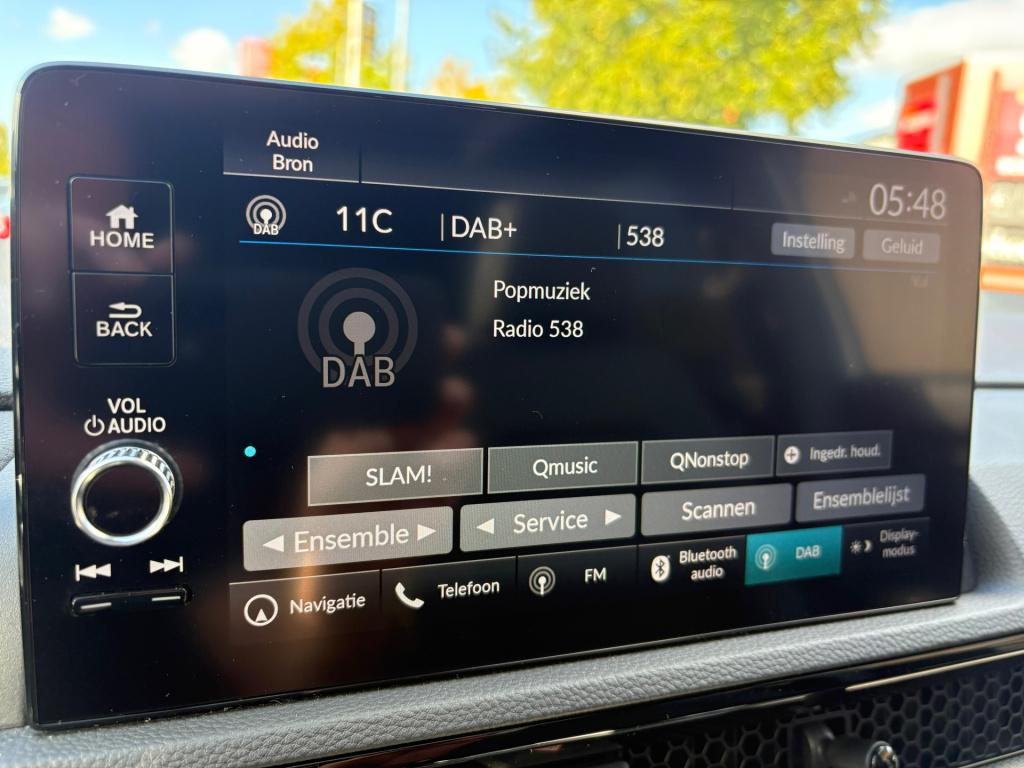 Audio
Bron
05:48
HOME
DAB
11C
DAB+
538
Instelling
Geluid
BACK
Popmuziek
Radio 538
DAB
VOL
AUDIO
SLAM!
Qmusic
QNonstop
Ingedr. houd.
Ensemble
Service
Scannen
Ensemblelijst
Navigatie
Telefoon
FM
Bluetooth
audio
DAB
Display-
modus